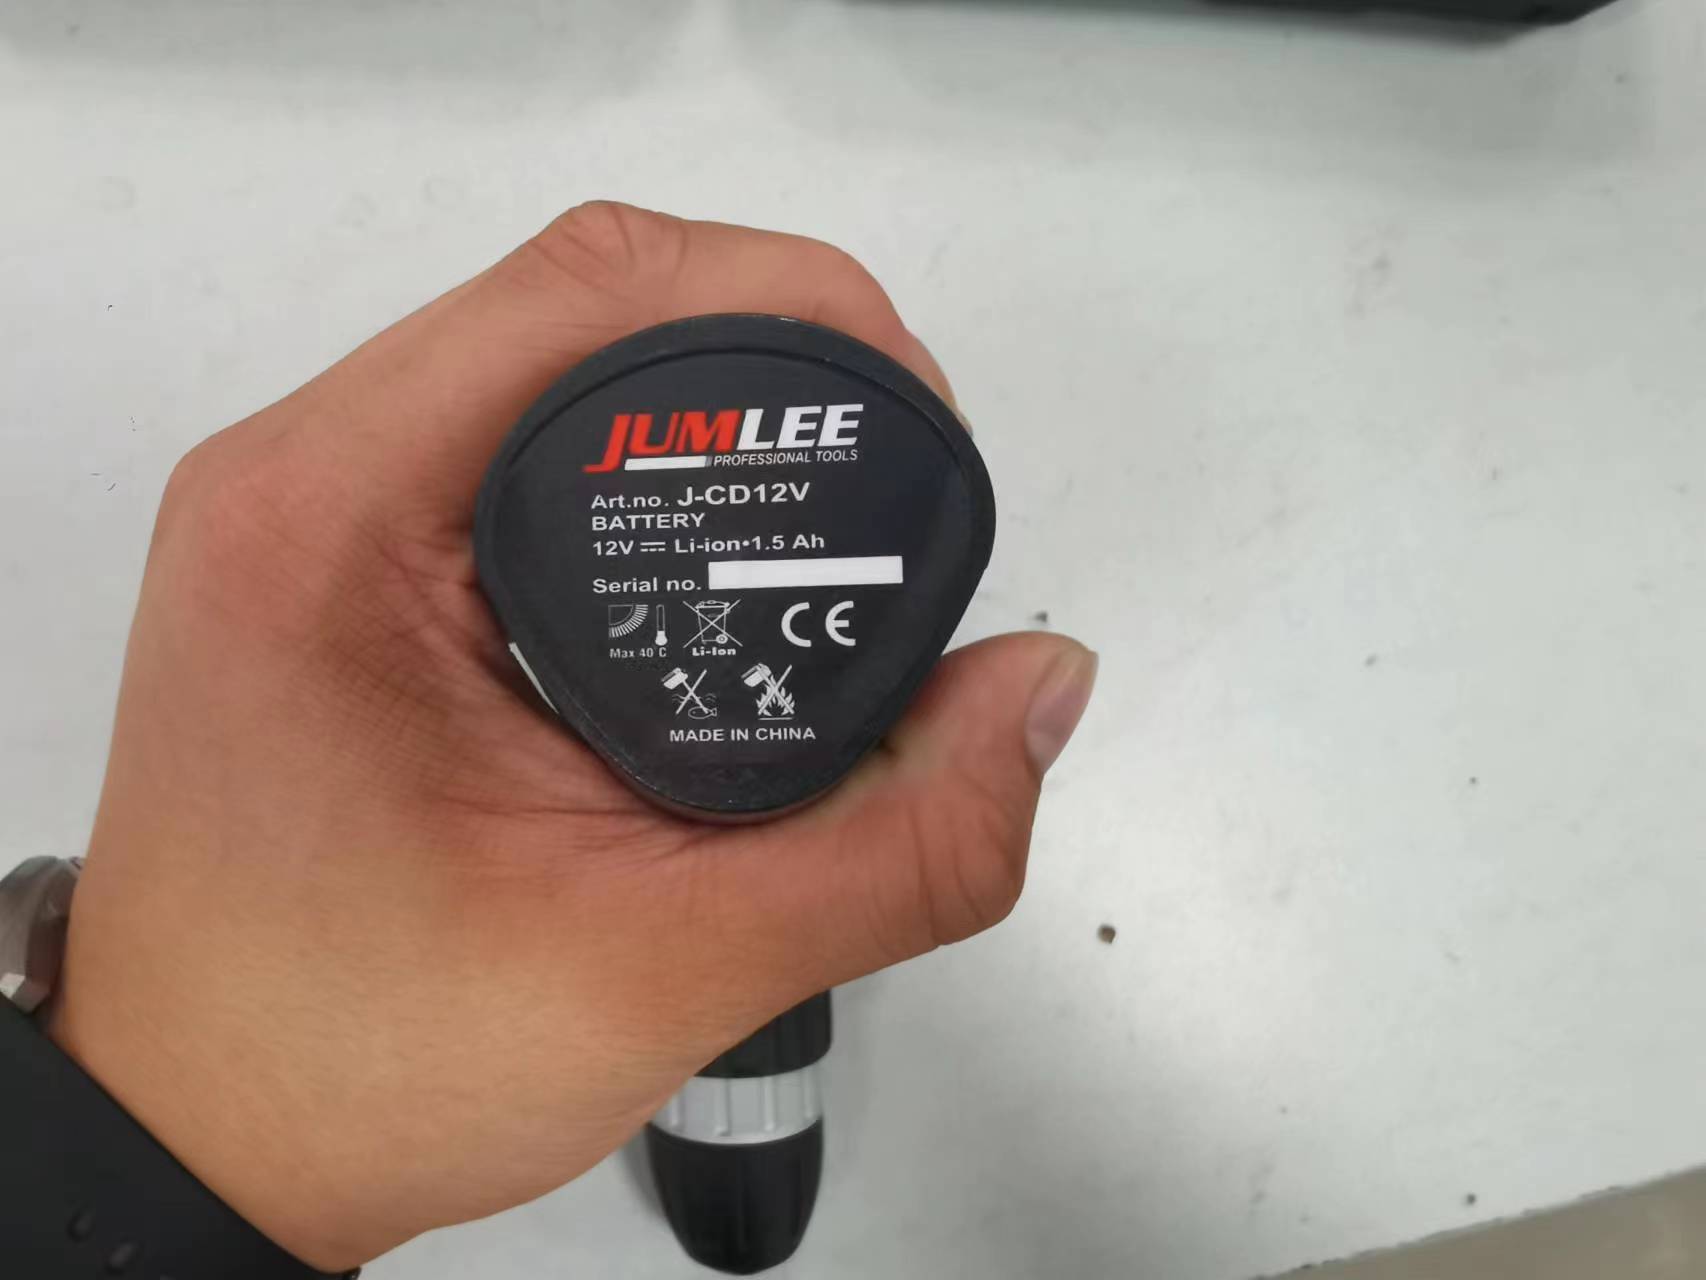 JUMLEE
PROFESSIONAL TOOLS
Art.no. J-CD12V
BATTERY
12V ⎓ Li-ion•1.5 Ah
Serial no.
Max 40°C Li-Ion CE
MADE IN CHINA